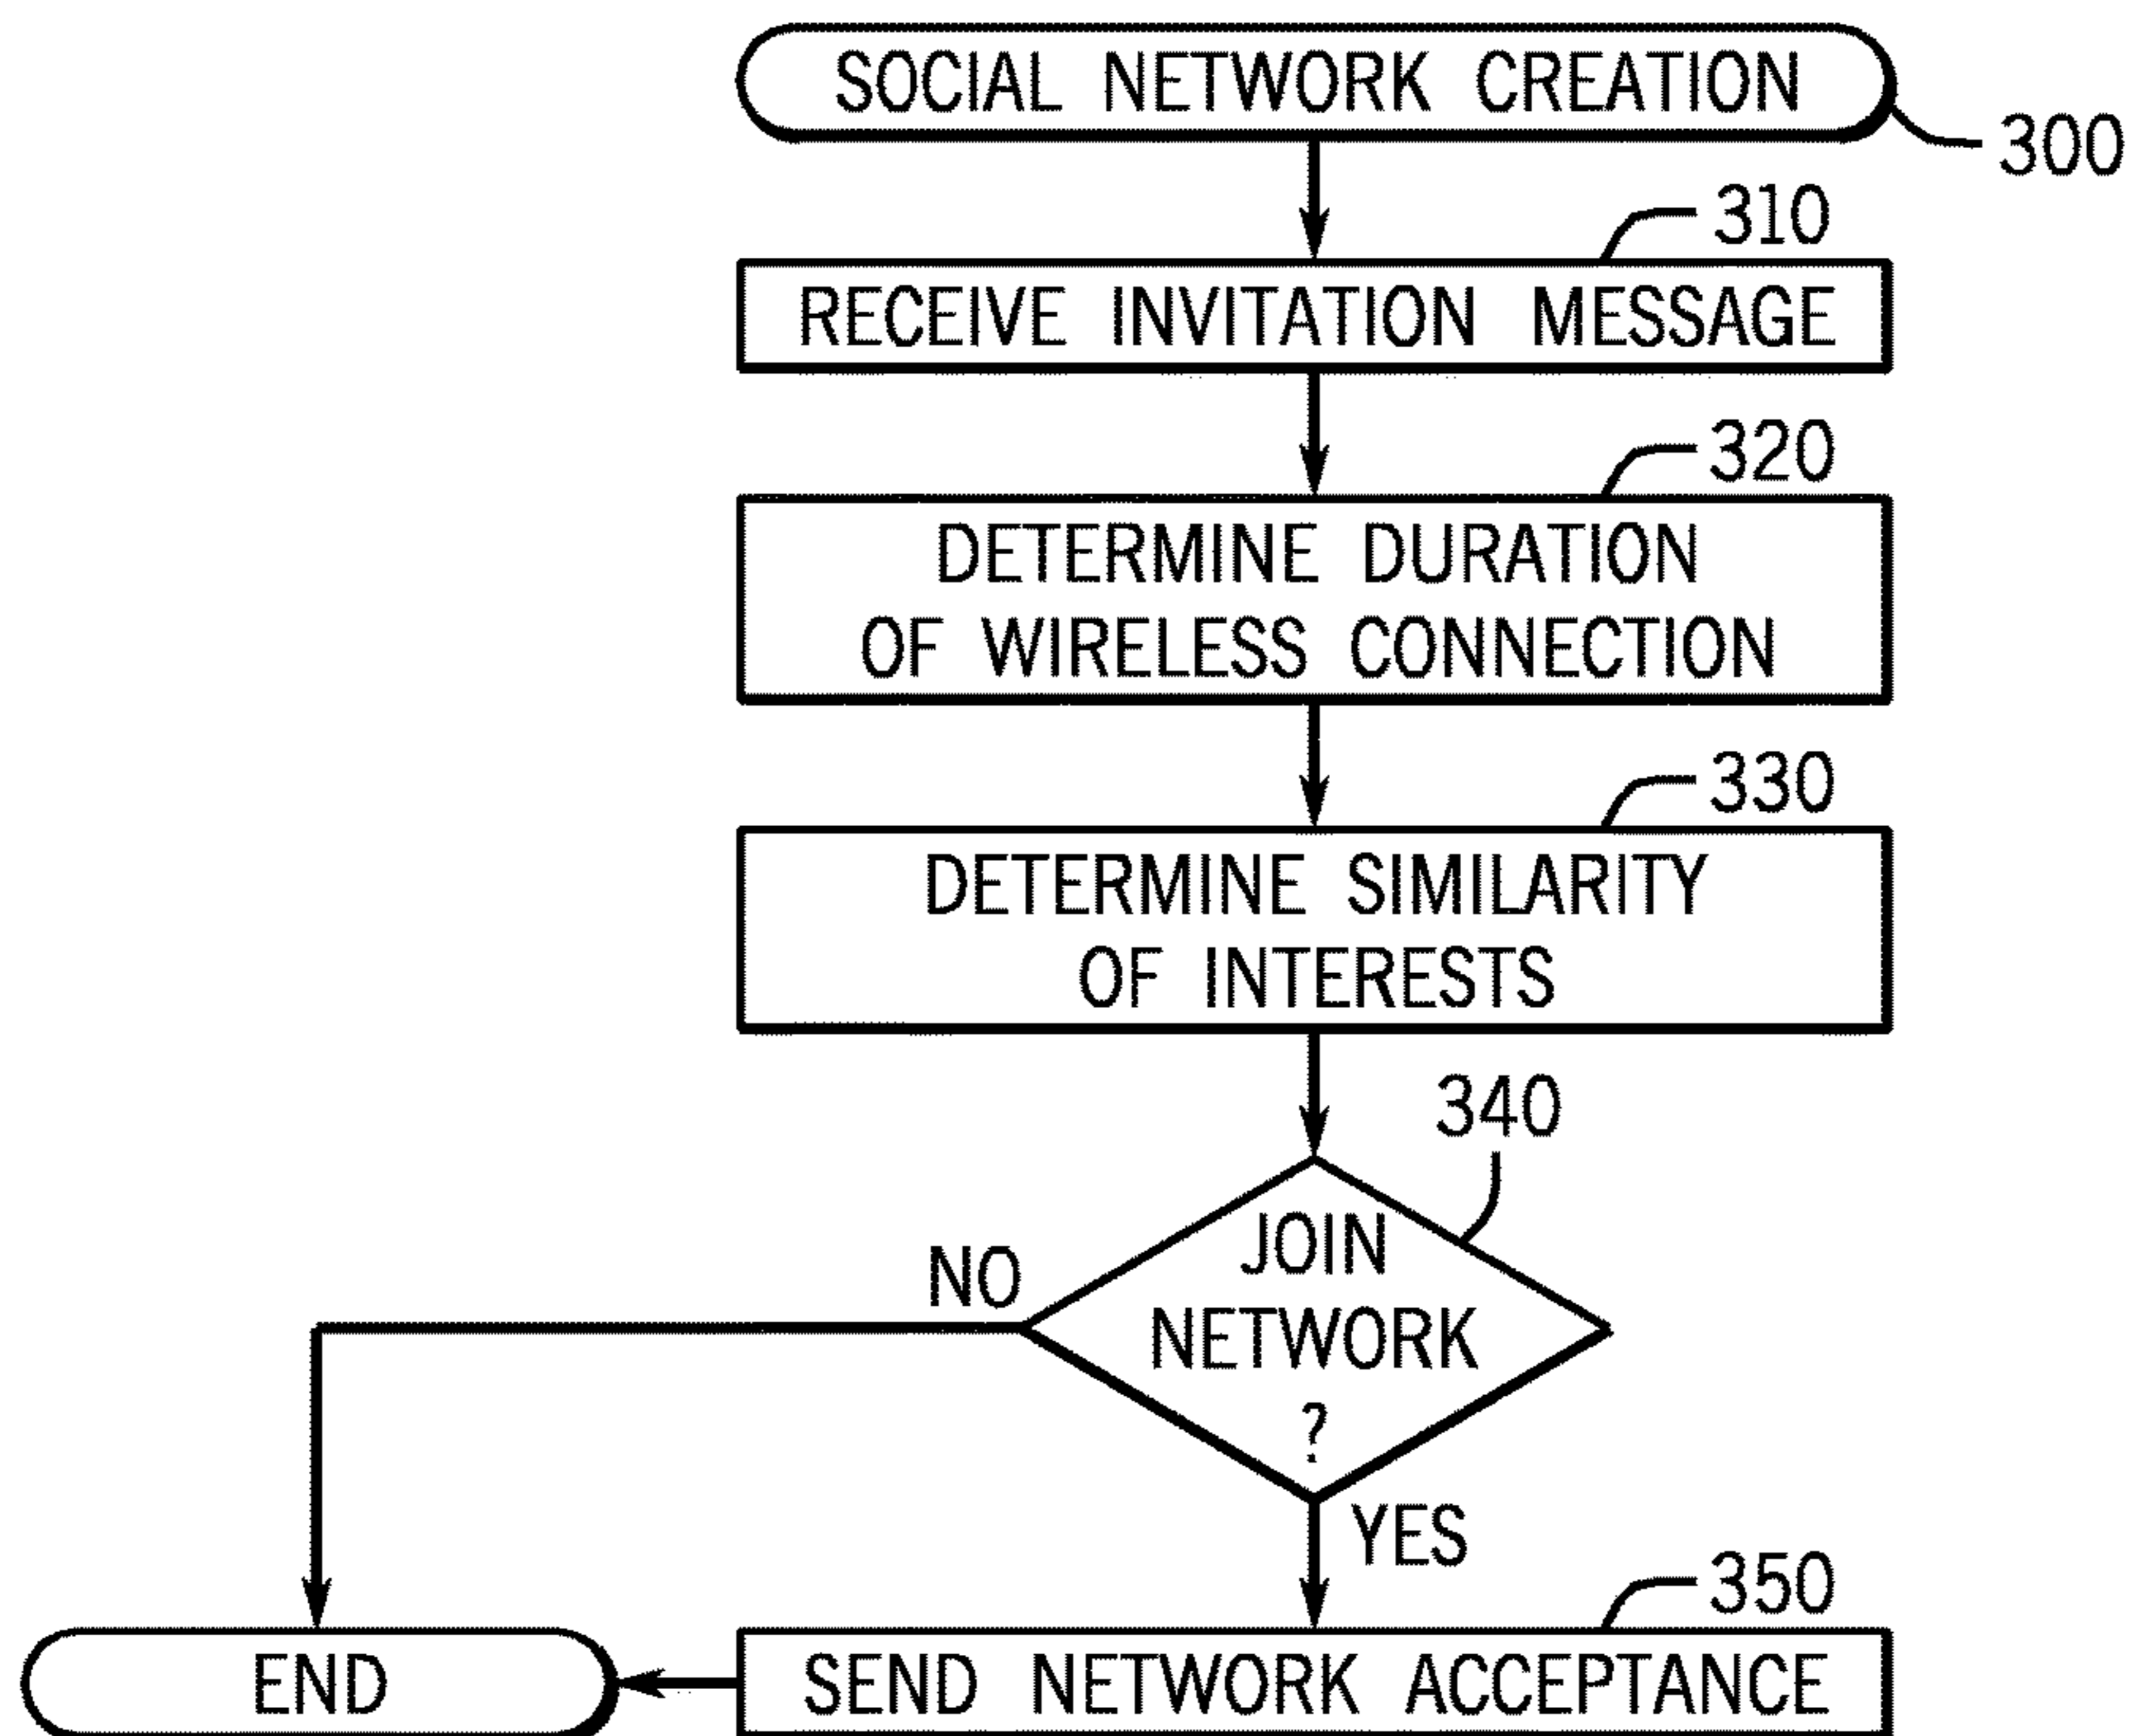 SOCIAL NETWORK CREATION
300
310
RECEIVE INVITATION MESSAGE
320
DETERMINE DURATION
OF WIRELESS CONNECTION
330
DETERMINE SIMILARITY
OF INTERESTS
340
JOIN
NETWORK
?
NO
YES
350
END
SEND NETWORK ACCEPTANCE